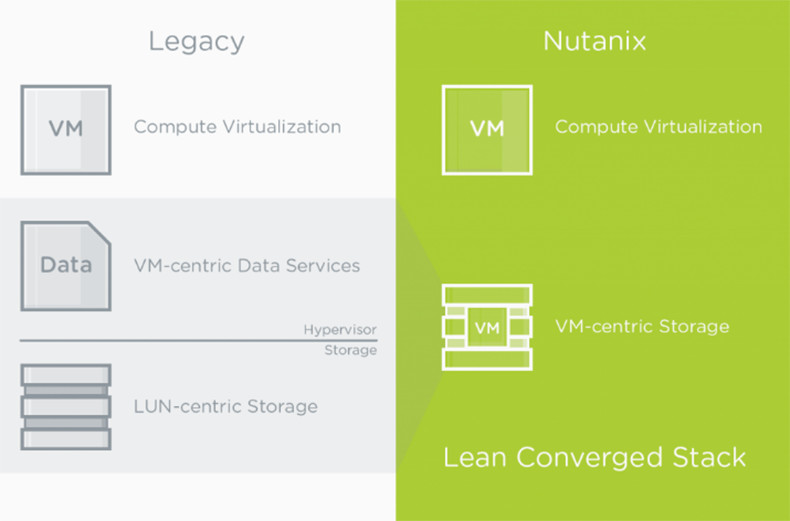 Legacy
VM
Compute Virtualization
Data
VM-centric Data Services
Hypervisor
Storage
LUN-centric Storage
Nutanix
VM
Compute Virtualization
VM
VM-centric Storage
Lean Converged Stack